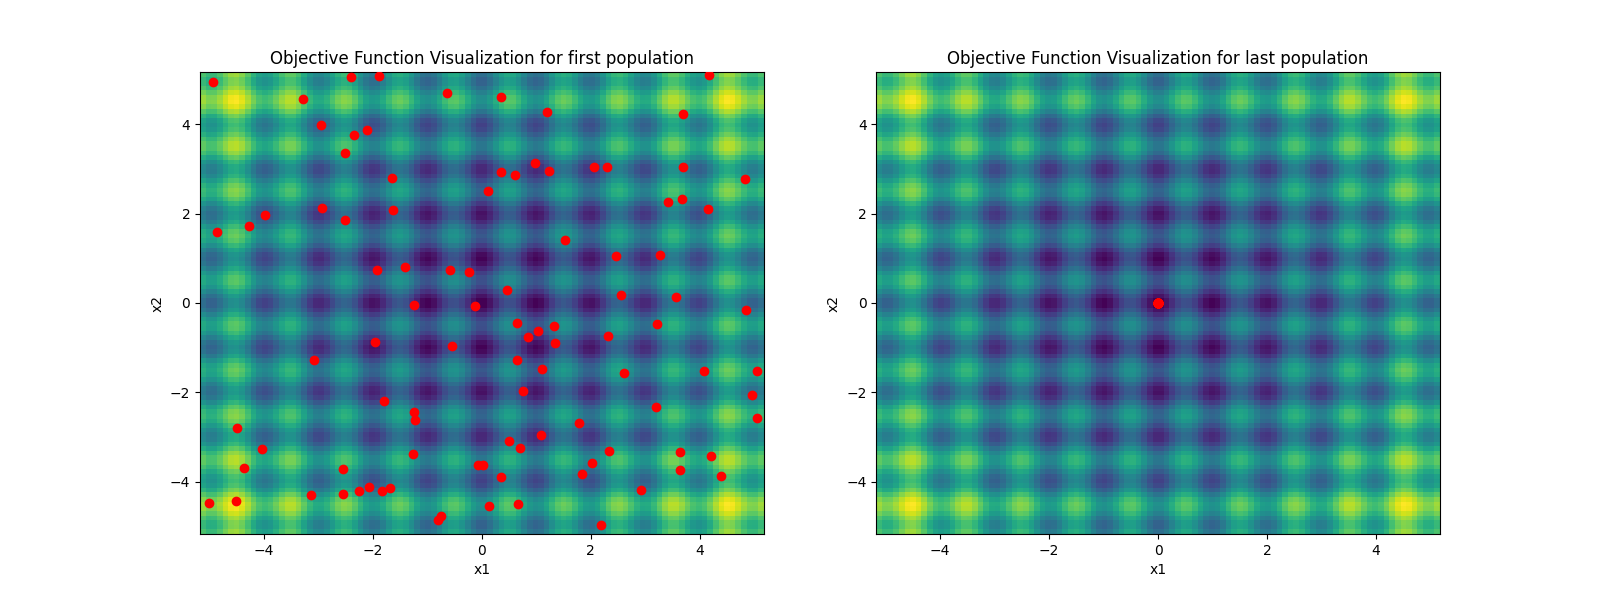 Objective Function Visualization for first population
4
2
0
−2
−4
x2
−4 −2 0 2 4
x1
Objective Function Visualization for last population
4
2
0
−2
−4
x2
−4 −2 0 2 4
x1